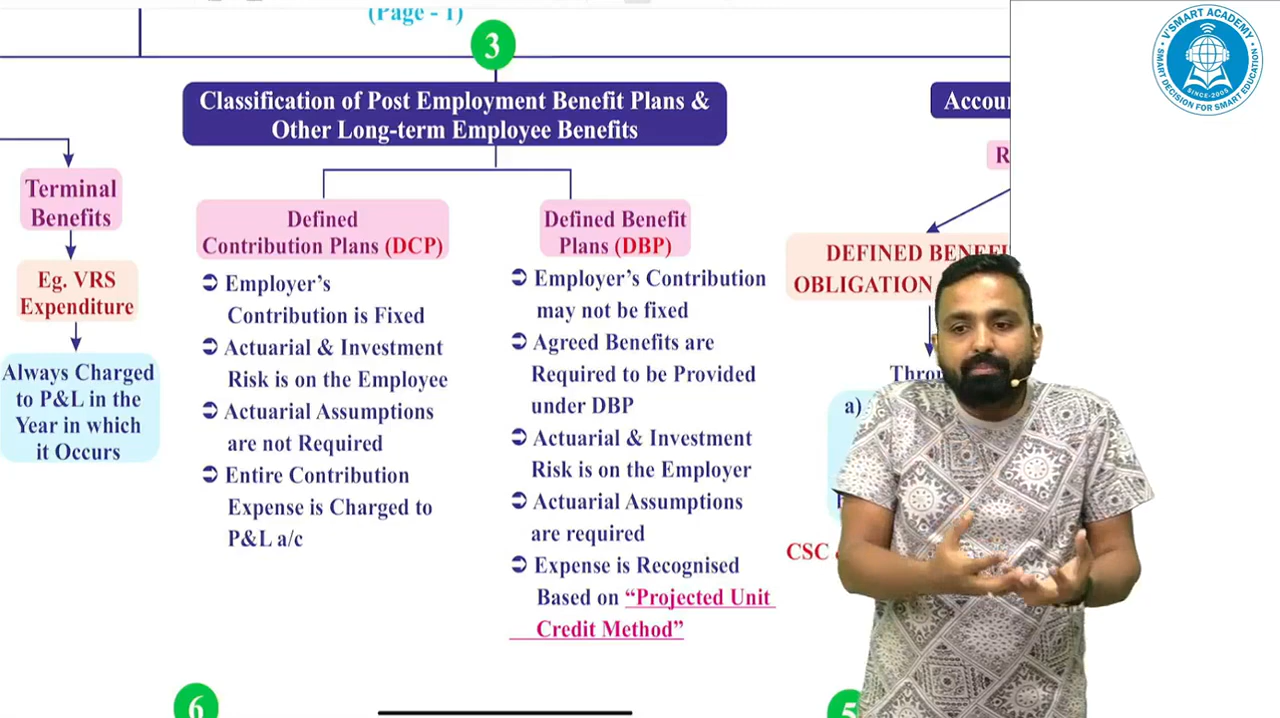 (Page - 1)
3
Classification of Post Employment Benefit Plans &
Other Long-term Employee Benefits
Terminal
Benefits
Eg. VRS
Expenditure
Always Charged
to P&L in the
Year in which
it Occurs
Defined
Contribution Plans (DCP)
Employer's
Contribution is Fixed
Actuarial & Investment
Risk is on the Employee
Actuarial Assumptions
are not Required
Entire Contribution
Expense is Charged to
P&L a/c
Defined Benefit
Plans (DBP)
Employer's Contribution
may not be fixed
Agreed Benefits are
Required to be Provided
under DBP
Actuarial & Investment
Risk is on the Employer
Actuarial Assumptions
are required
Expense is Recognised
Based on “Projected Unit
Credit Method”
DEFINED
OBLIGATION
a)
CSC
6
5
V'SMART ACADEMY
SMART DECISION FOR SMART EDUCATION
SINCE-2005